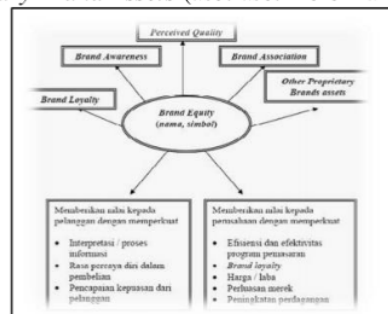 Perceived Quality
Brand Awareness
Brand Association
Brand Loyalty
Other Proprietary
Brands assets
Brand Equity
(nama, simbol)
Memberikan nilai kepada
pelanggan dengan memperkuat
• Interpretasi / proses
informasi
• Rasa percaya diri dalam
pembelian
• Pencapaian kepuasan dari
pelanggan
Memberikan nilai kepada
perusahaan dengan memperkuat
• Efisiensi dan efektivitas
program pemasaran
• Brand loyalty
• Harga / laba
• Perluasan merek
• Peningkatan perdagangan